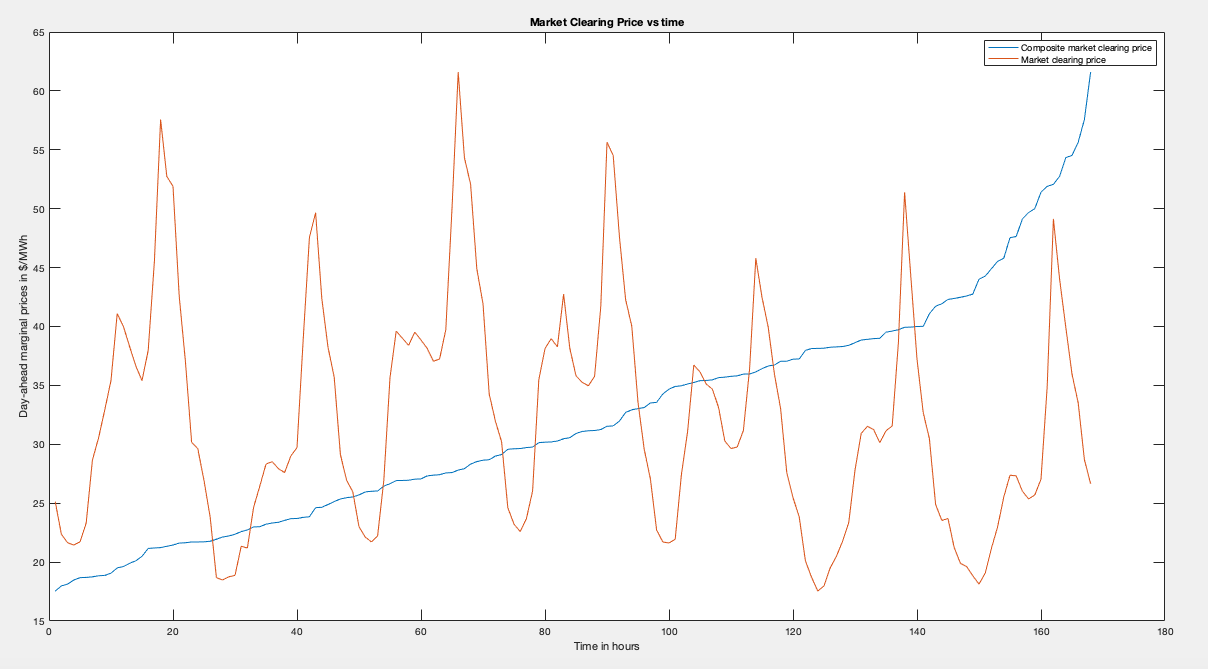 Market Clearing Price vs time
Composite market clearing price
Market clearing price
Day-ahead marginal prices in $/MWh
65
60
55
50
45
40
35
30
25
20
15
0 20 40 60 80 100 120 140 160 180
Time in hours